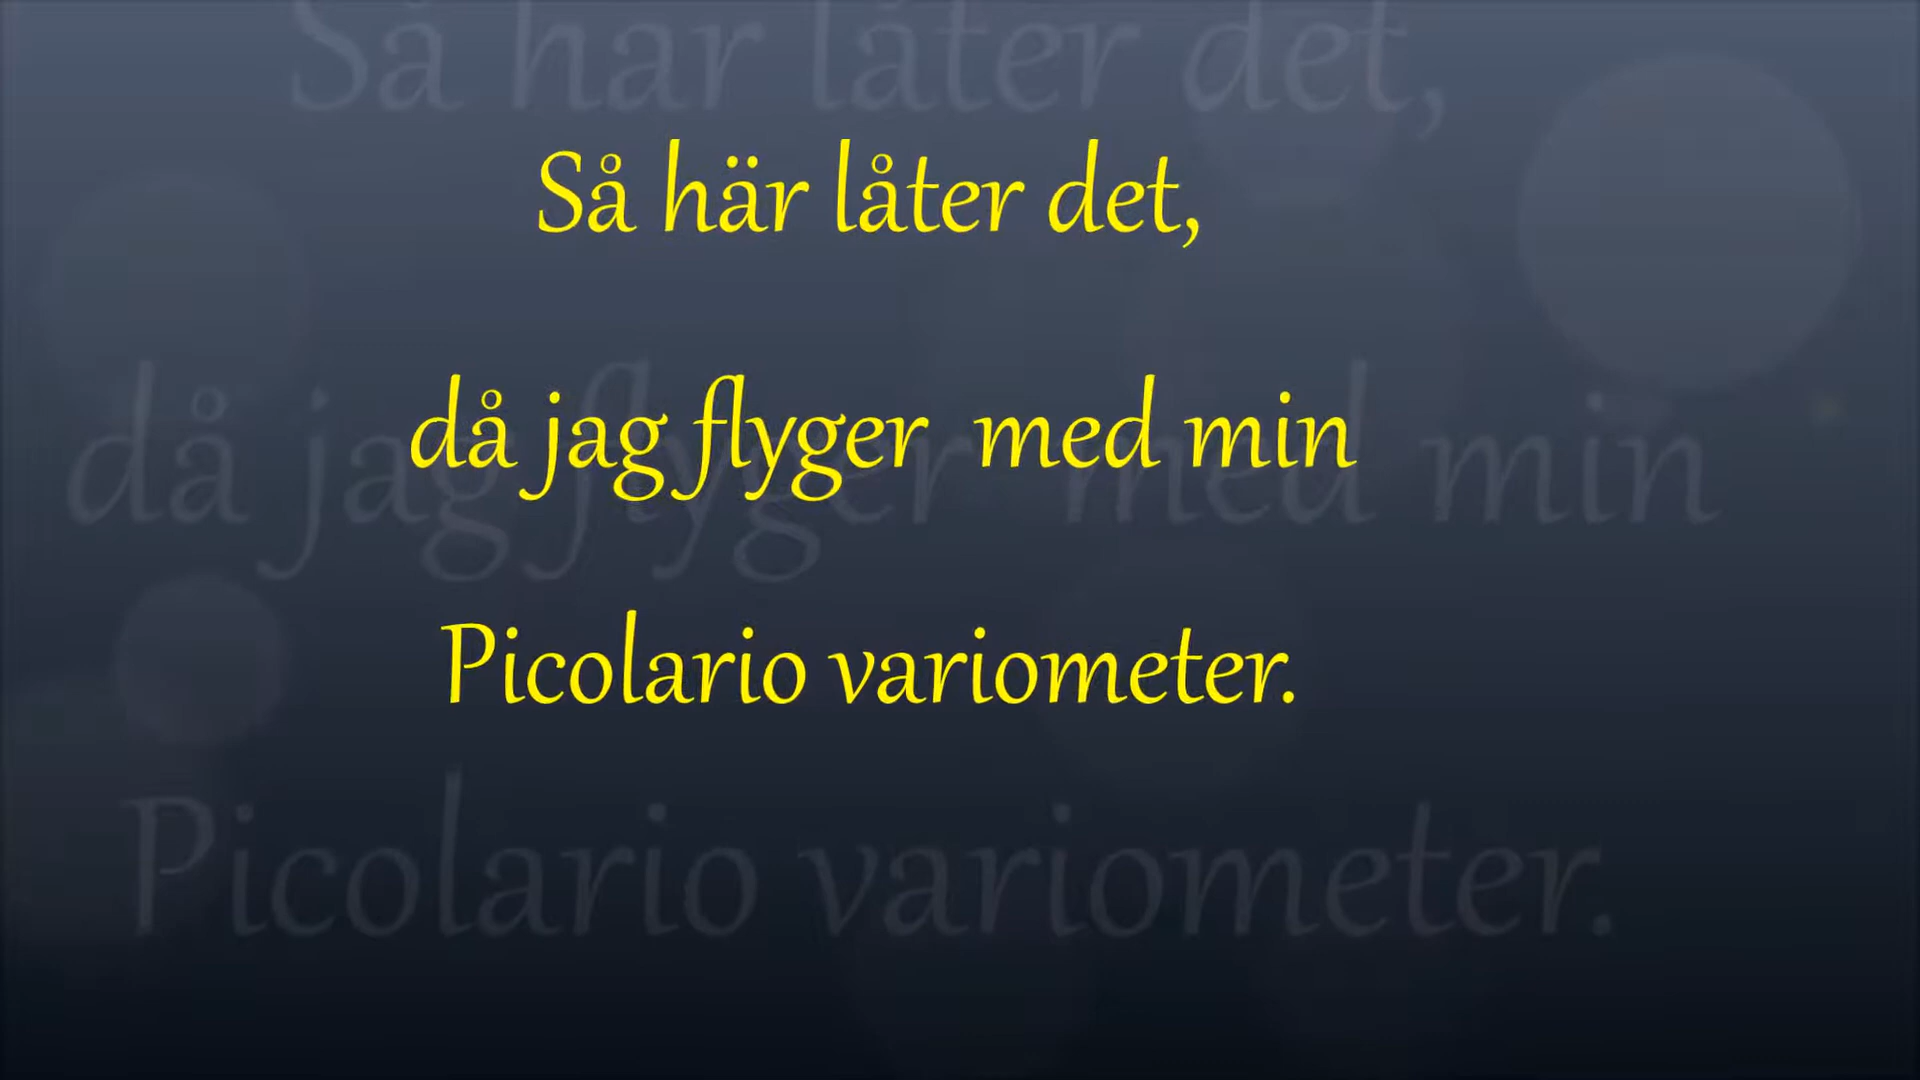 Så här låter det,
då jag flyger  med min
Picolario variometer.